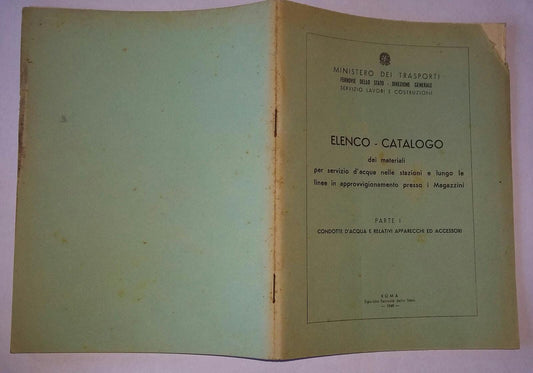 MINISTERO DEI TRASPORTI
FERROVIE DELLO STATO - DIREZIONE GENERALE
SERVIZIO LAVORI E COSTRUZIONI
ELENCO - CATALOGO
dei materiali
per servizio d'acqua nelle stazioni e lungo le
linee in approvvigionamento presso i Magazzini
PARTE I
CONDOTTE D'ACQUA E RELATIVI APPARECCHI ED ACCESSORI
ROMA